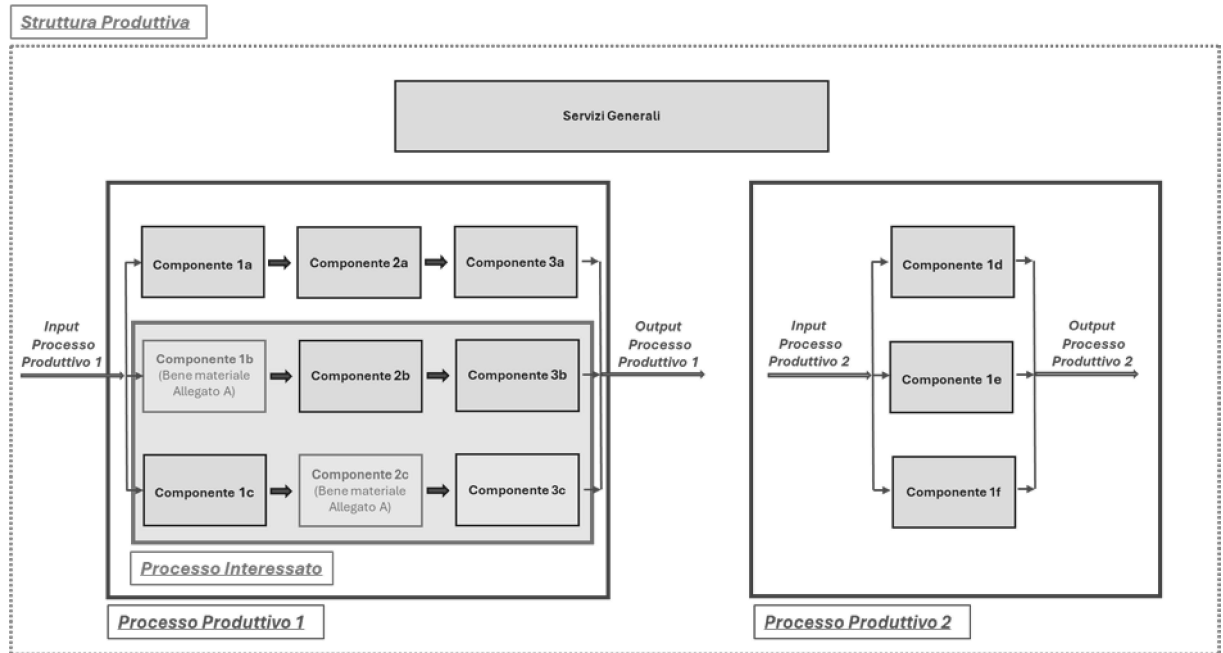 Struttura Produttiva
Servizi Generali
Componente 1a
Componente 2a
Componente 3a
Input
Processo
Produttivo 1
Componente 1b
(Bene materiale
Allegato A)
Componente 2b
Componente 3b
Output
Processo
Produttivo 1
Componente 1c
Componente 2c
(Bene materiale
Allegato A)
Componente 3c
Processo Interessato
Processo Produttivo 1
Componente 1d
Input
Processo
Produttivo 2
Componente 1e
Output
Processo
Produttivo 2
Componente 1f
Processo Produttivo 2